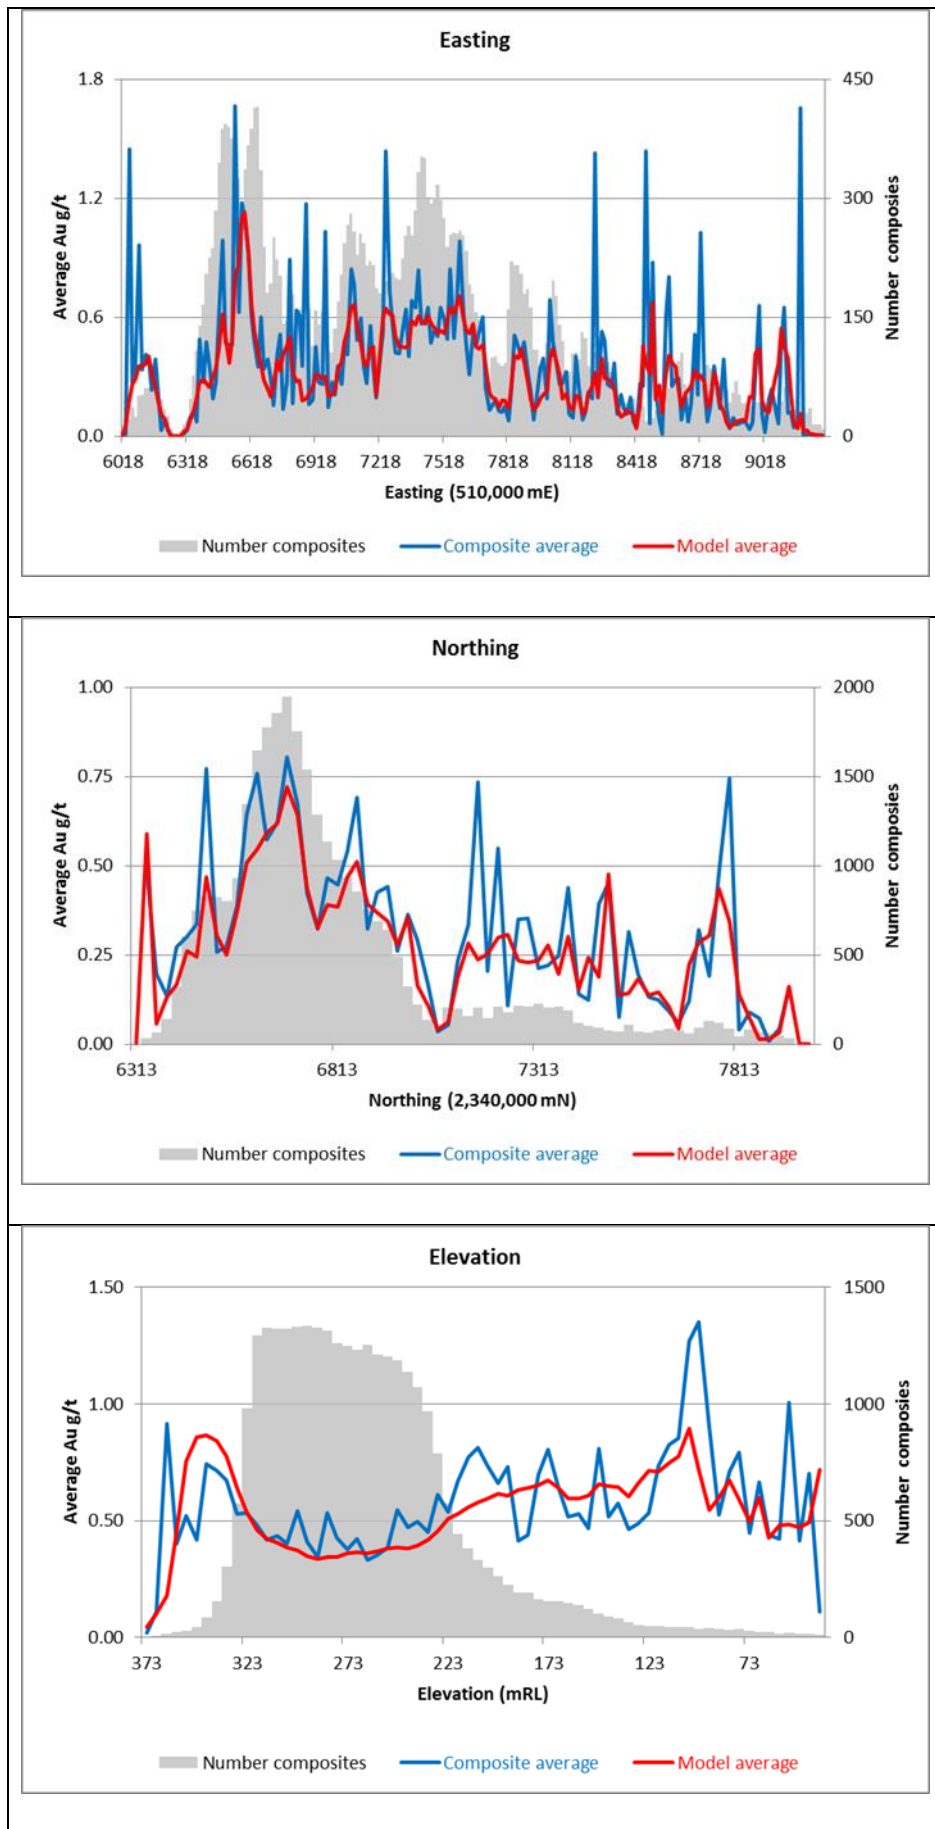 Easting
1.8
1.2
0.6
0.0
Average Au g/t
450
300
150
0
Number composies
6018 6318 6618 6918 7218 7518 7818 8118 8418 8718 9018
Easting (510,000 mE)
Number composites Composite average Model average
Northing
1.00
0.75
0.50
0.25
0.00
Average Au g/t
2000
1500
1000
500
0
Number composies
6313 6813 7313 7813
Northing (2,340,000 mN)
Number composites Composite average Model average
Elevation
1.50
1.00
0.50
0.00
Average Au g/t
1500
1000
500
0
Number composies
373 323 273 223 173 123 73
Elevation (mRL)
Number composites Composite average Model average